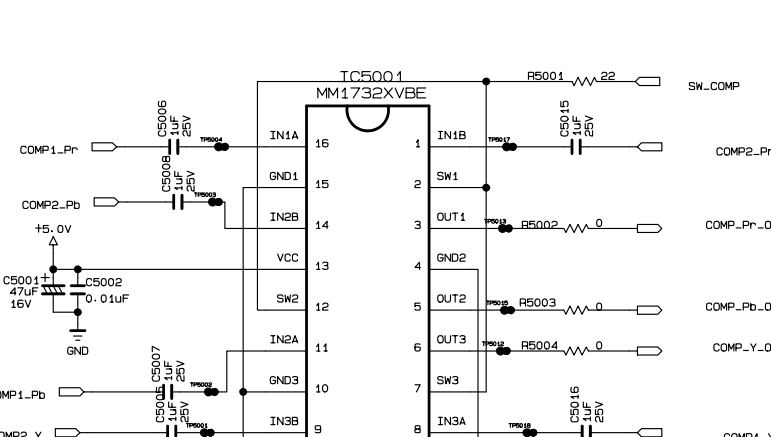 IC5001
MM1732XVBE
R5001 22
SW_COMP
C5006
1uF
25V
C5015
1uF
25V
COMP1_Pr
TP5004
IN1A
16
1
IN1B
TP5017
COMP2_Pr
C5008
1uF
25V
GND1
15
2
SW1
COMP2_Pb
TP5003
IN2B
14
3
OUT1
TP5013
R5002 0
COMP_Pr_O
+5.0V
VCC
13
4
GND2
C5001
+
47uF
16V
C5002
0.01uF
SW2
12
5
OUT2
TP5015
R5003 0
COMP_Pb_O
GND
IN2A
11
6
OUT3
TP5012
R5004 0
COMP_Y_O
C5007
1uF
25V
OMP1_Pb
TP5002
GND3
10
7
SW3
C5005
1uF
25V
C5016
1uF
25V
TP5001
IN3B
9
8
IN3A
TP5018